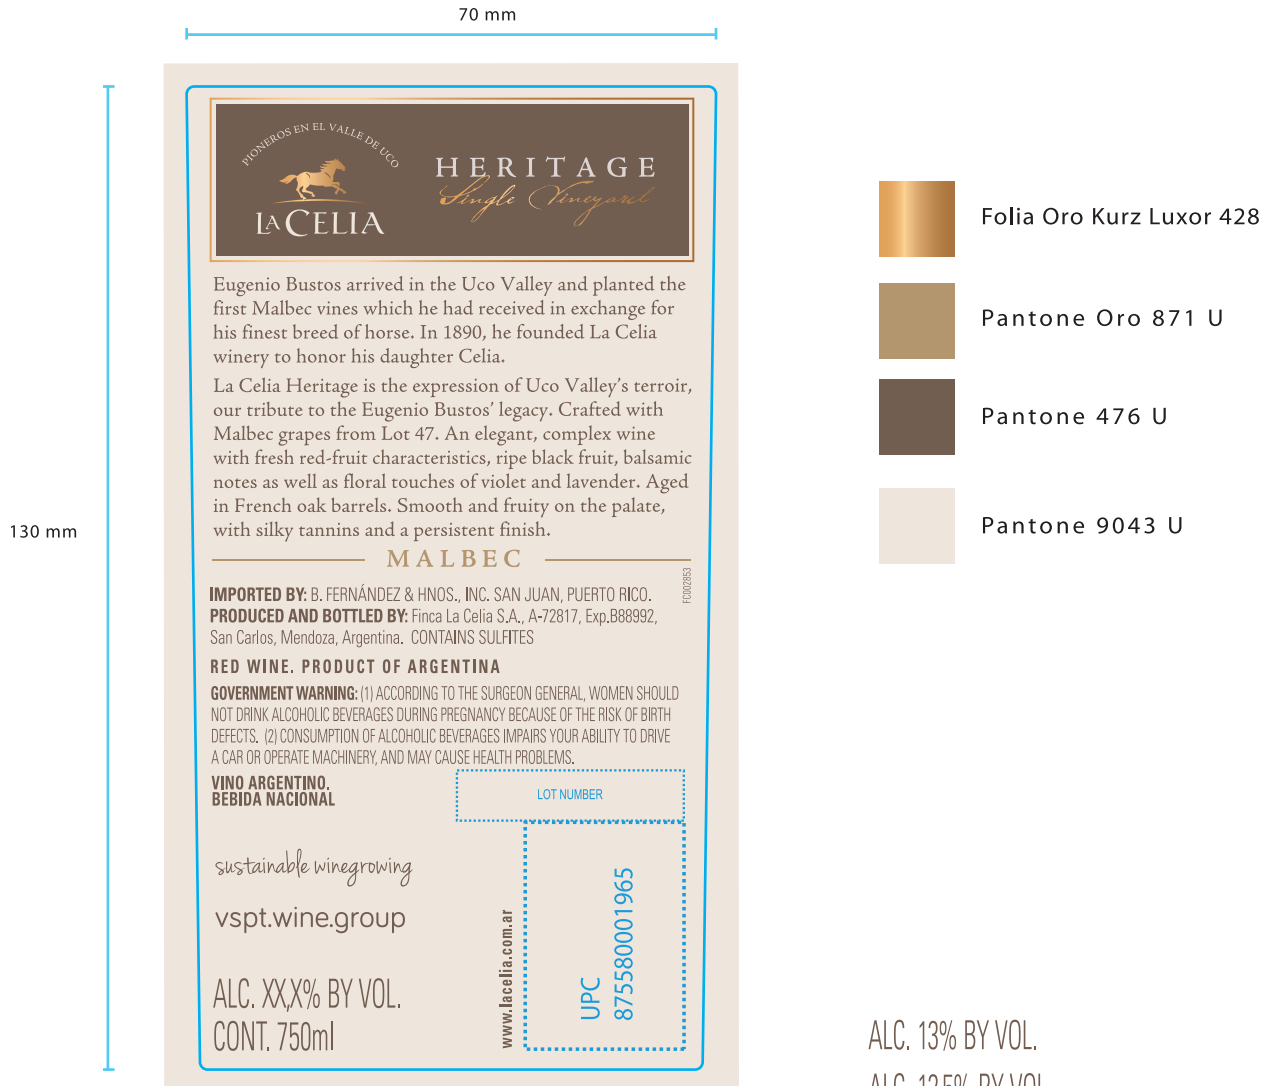 70 mm
130 mm
PIONEROS EN EL VALLE DE UCO
LA CELIA
HERITAGE
Single Vineyard
Eugenio Bustos arrived in the Uco Valley and planted the
first Malbec vines which he had received in exchange for
his finest breed of horse. In 1890, he founded La Celia
winery to honor his daughter Celia.
La Celia Heritage is the expression of Uco Valley's terroir,
our tribute to the Eugenio Bustos' legacy. Crafted with
Malbec grapes from Lot 47. An elegant, complex wine
with fresh red-fruit characteristics, ripe black fruit, balsamic
notes as well as floral touches of violet and lavender. Aged
in French oak barrels. Smooth and fruity on the palate,
with silky tannins and a persistent finish.
MALBEC
FC002853
IMPORTED BY: B. FERNÁNDEZ & HNOS., INC. SAN JUAN, PUERTO RICO.
PRODUCED AND BOTTLED BY: Finca La Celia S.A., A-72817, Exp.B88992,
San Carlos, Mendoza, Argentina. CONTAINS SULFITES
RED WINE. PRODUCT OF ARGENTINA
GOVERNMENT WARNING: (1) ACCORDING TO THE SURGEON GENERAL, WOMEN SHOULD
NOT DRINK ALCOHOLIC BEVERAGES DURING PREGNANCY BECAUSE OF THE RISK OF BIRTH
DEFECTS. (2) CONSUMPTION OF ALCOHOLIC BEVERAGES IMPAIRS YOUR ABILITY TO DRIVE
A CAR OR OPERATE MACHINERY, AND MAY CAUSE HEALTH PROBLEMS.
VINO ARGENTINO.
BEBIDA NACIONAL
LOT NUMBER
sustainable winegrowing
vspt.wine.group
ALC. XX,X% BY VOL.
CONT. 750ml
www.lacelia.com.ar
UPC
875580001965
Folia Oro Kurz Luxor 428
Pantone Oro 871 U
Pantone 476 U
Pantone 9043 U
ALC. 13% BY VOL.
ALC. 13,5% BY VOL.